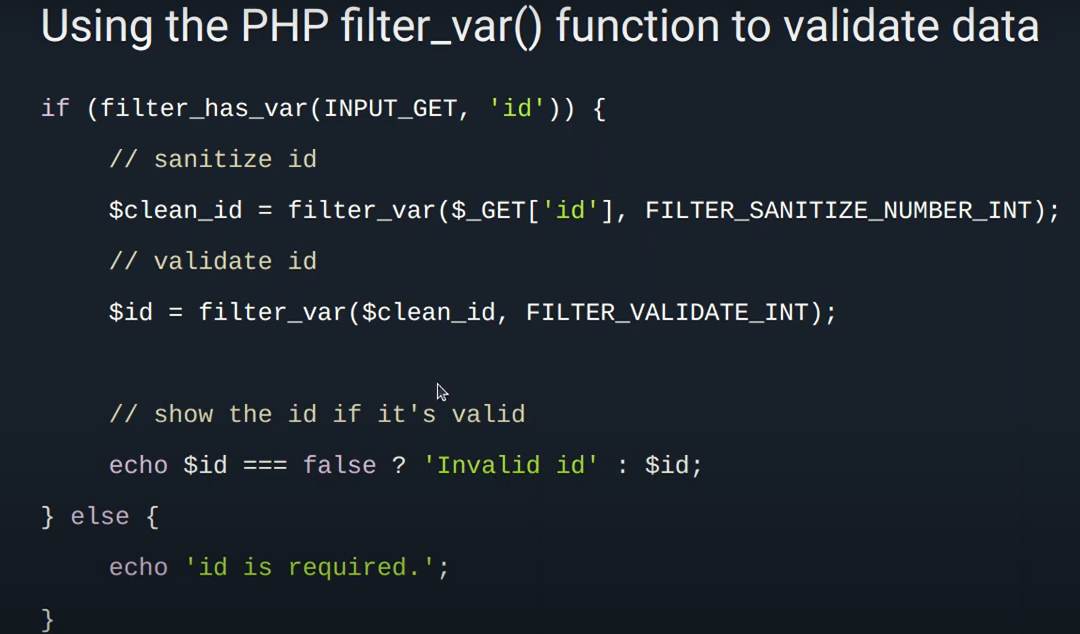 Using the PHP filter_var() function to validate data
if (filter_has_var(INPUT_GET, 'id')) {
// sanitize id
$clean_id = filter_var($_GET['id'], FILTER_SANITIZE_NUMBER_INT);
// validate id
$id = filter_var($clean_id, FILTER_VALIDATE_INT);
// show the id if it's valid
echo $id === false ? 'Invalid id' : $id;
} else {
echo 'id is required.';
}